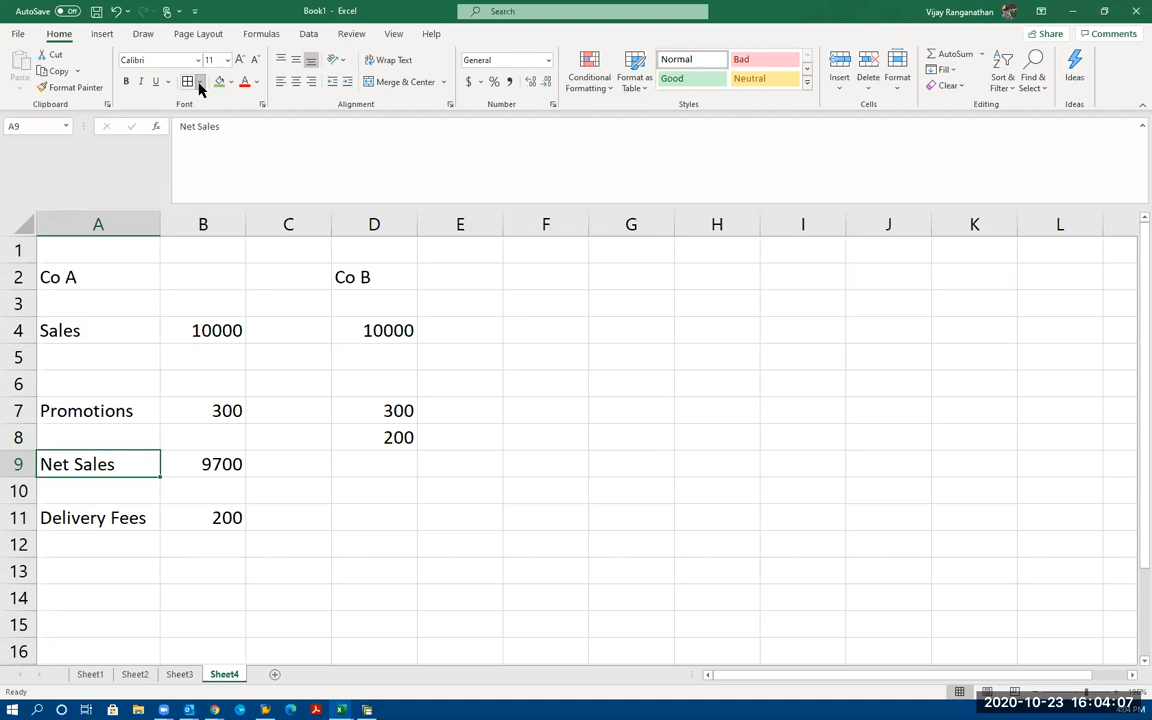 AutoSave Off Book1 - Excel Search Vijay Ranganathan
File Home Insert Draw Page Layout Formulas Data Review View Help Share Comments
Cut Calibri 11 Wrap Text General Normal Bad AutoSum
Paste Copy Conditional Formatting Format as Table Good Neutral Insert Delete Format Fill Sort & Filter Find & Select Ideas
Format Painter Merge & Center Clear
Clipboard Font Alignment Number Styles Cells Editing Ideas
A9 Net Sales
A B C D E F G H I J K L
1
2 Co A Co B
3
4 Sales 10000 10000
5
6
7 Promotions 300 300
8 200
9 Net Sales 9700
10
11 Delivery Fees 200
12
13
14
15
16
Sheet1 Sheet2 Sheet3 Sheet4
Ready
2020-10-23 16:04:07